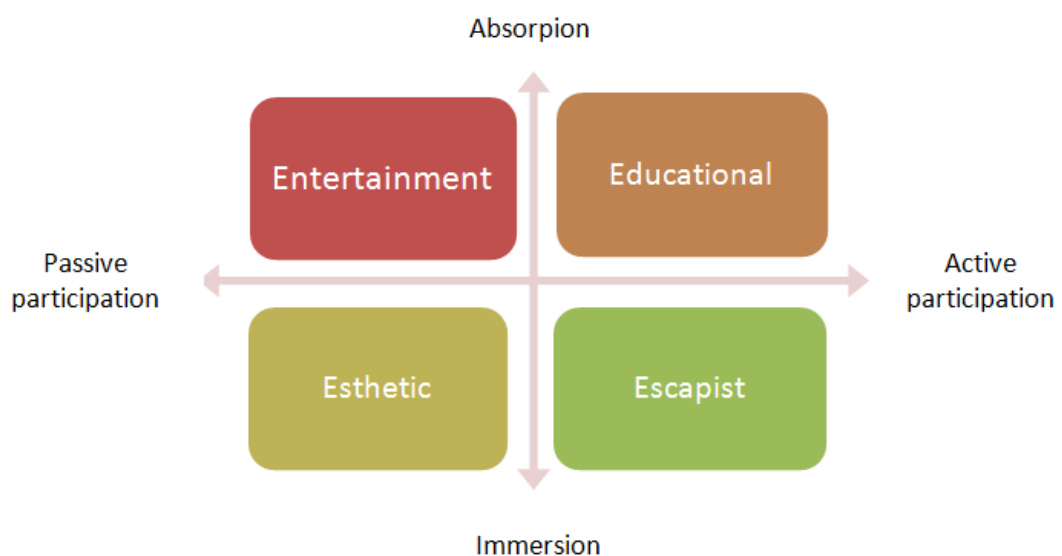 Absorpion
Entertainment
Educational
Passive
participation
Active
participation
Esthetic
Escapist
Immersion